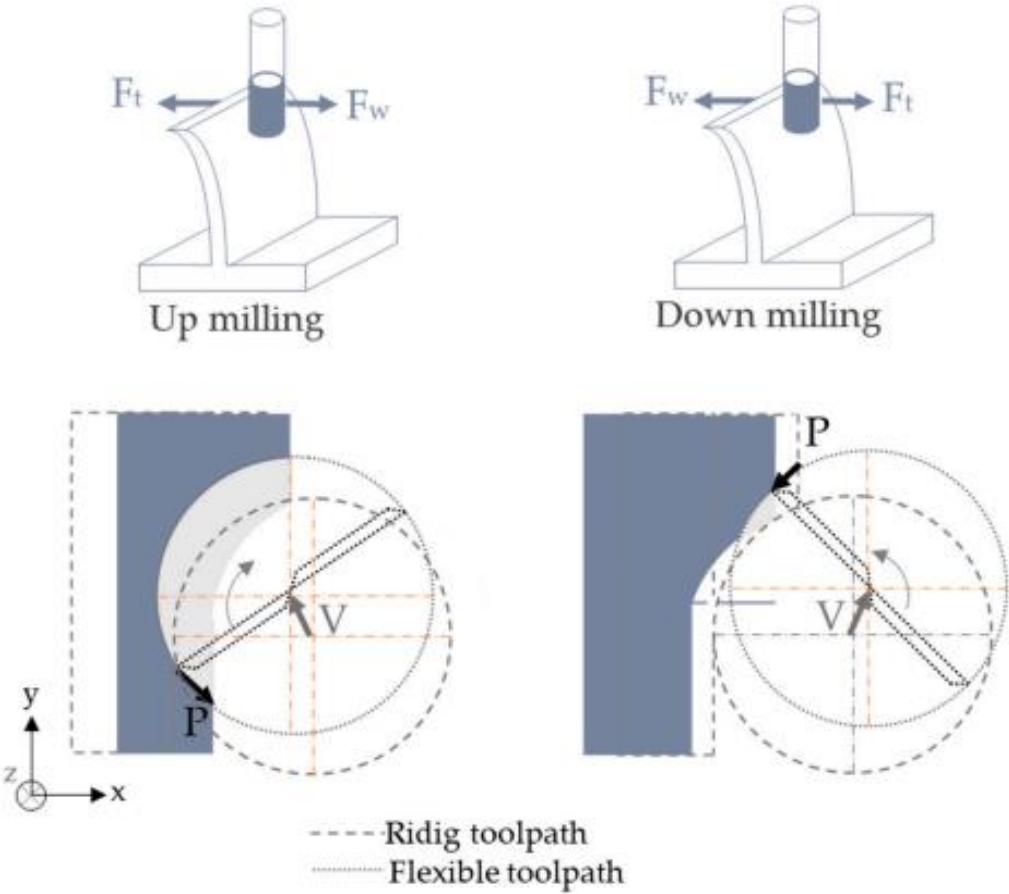 Ft
Fw
Fw
Ft
Up milling
Down milling
P
V
P
V
y
z
x
Ridig toolpath
Flexible toolpath